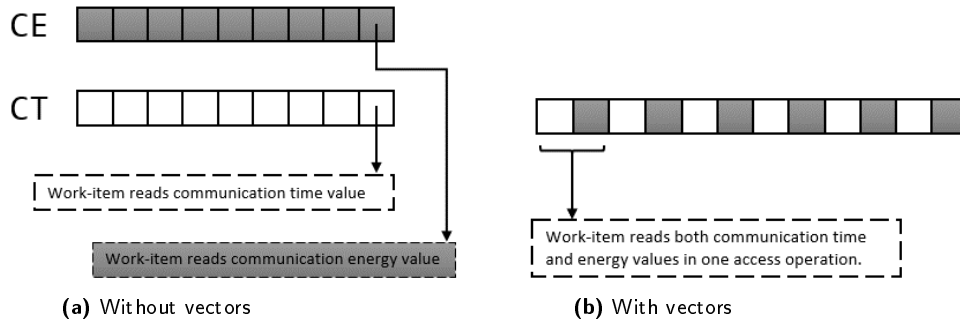 CE
CT
Work-item reads communication time value
Work-item reads communication energy value
(a) Without vectors
Work-item reads both communication time
and energy values in one access operation.
(b) With vectors